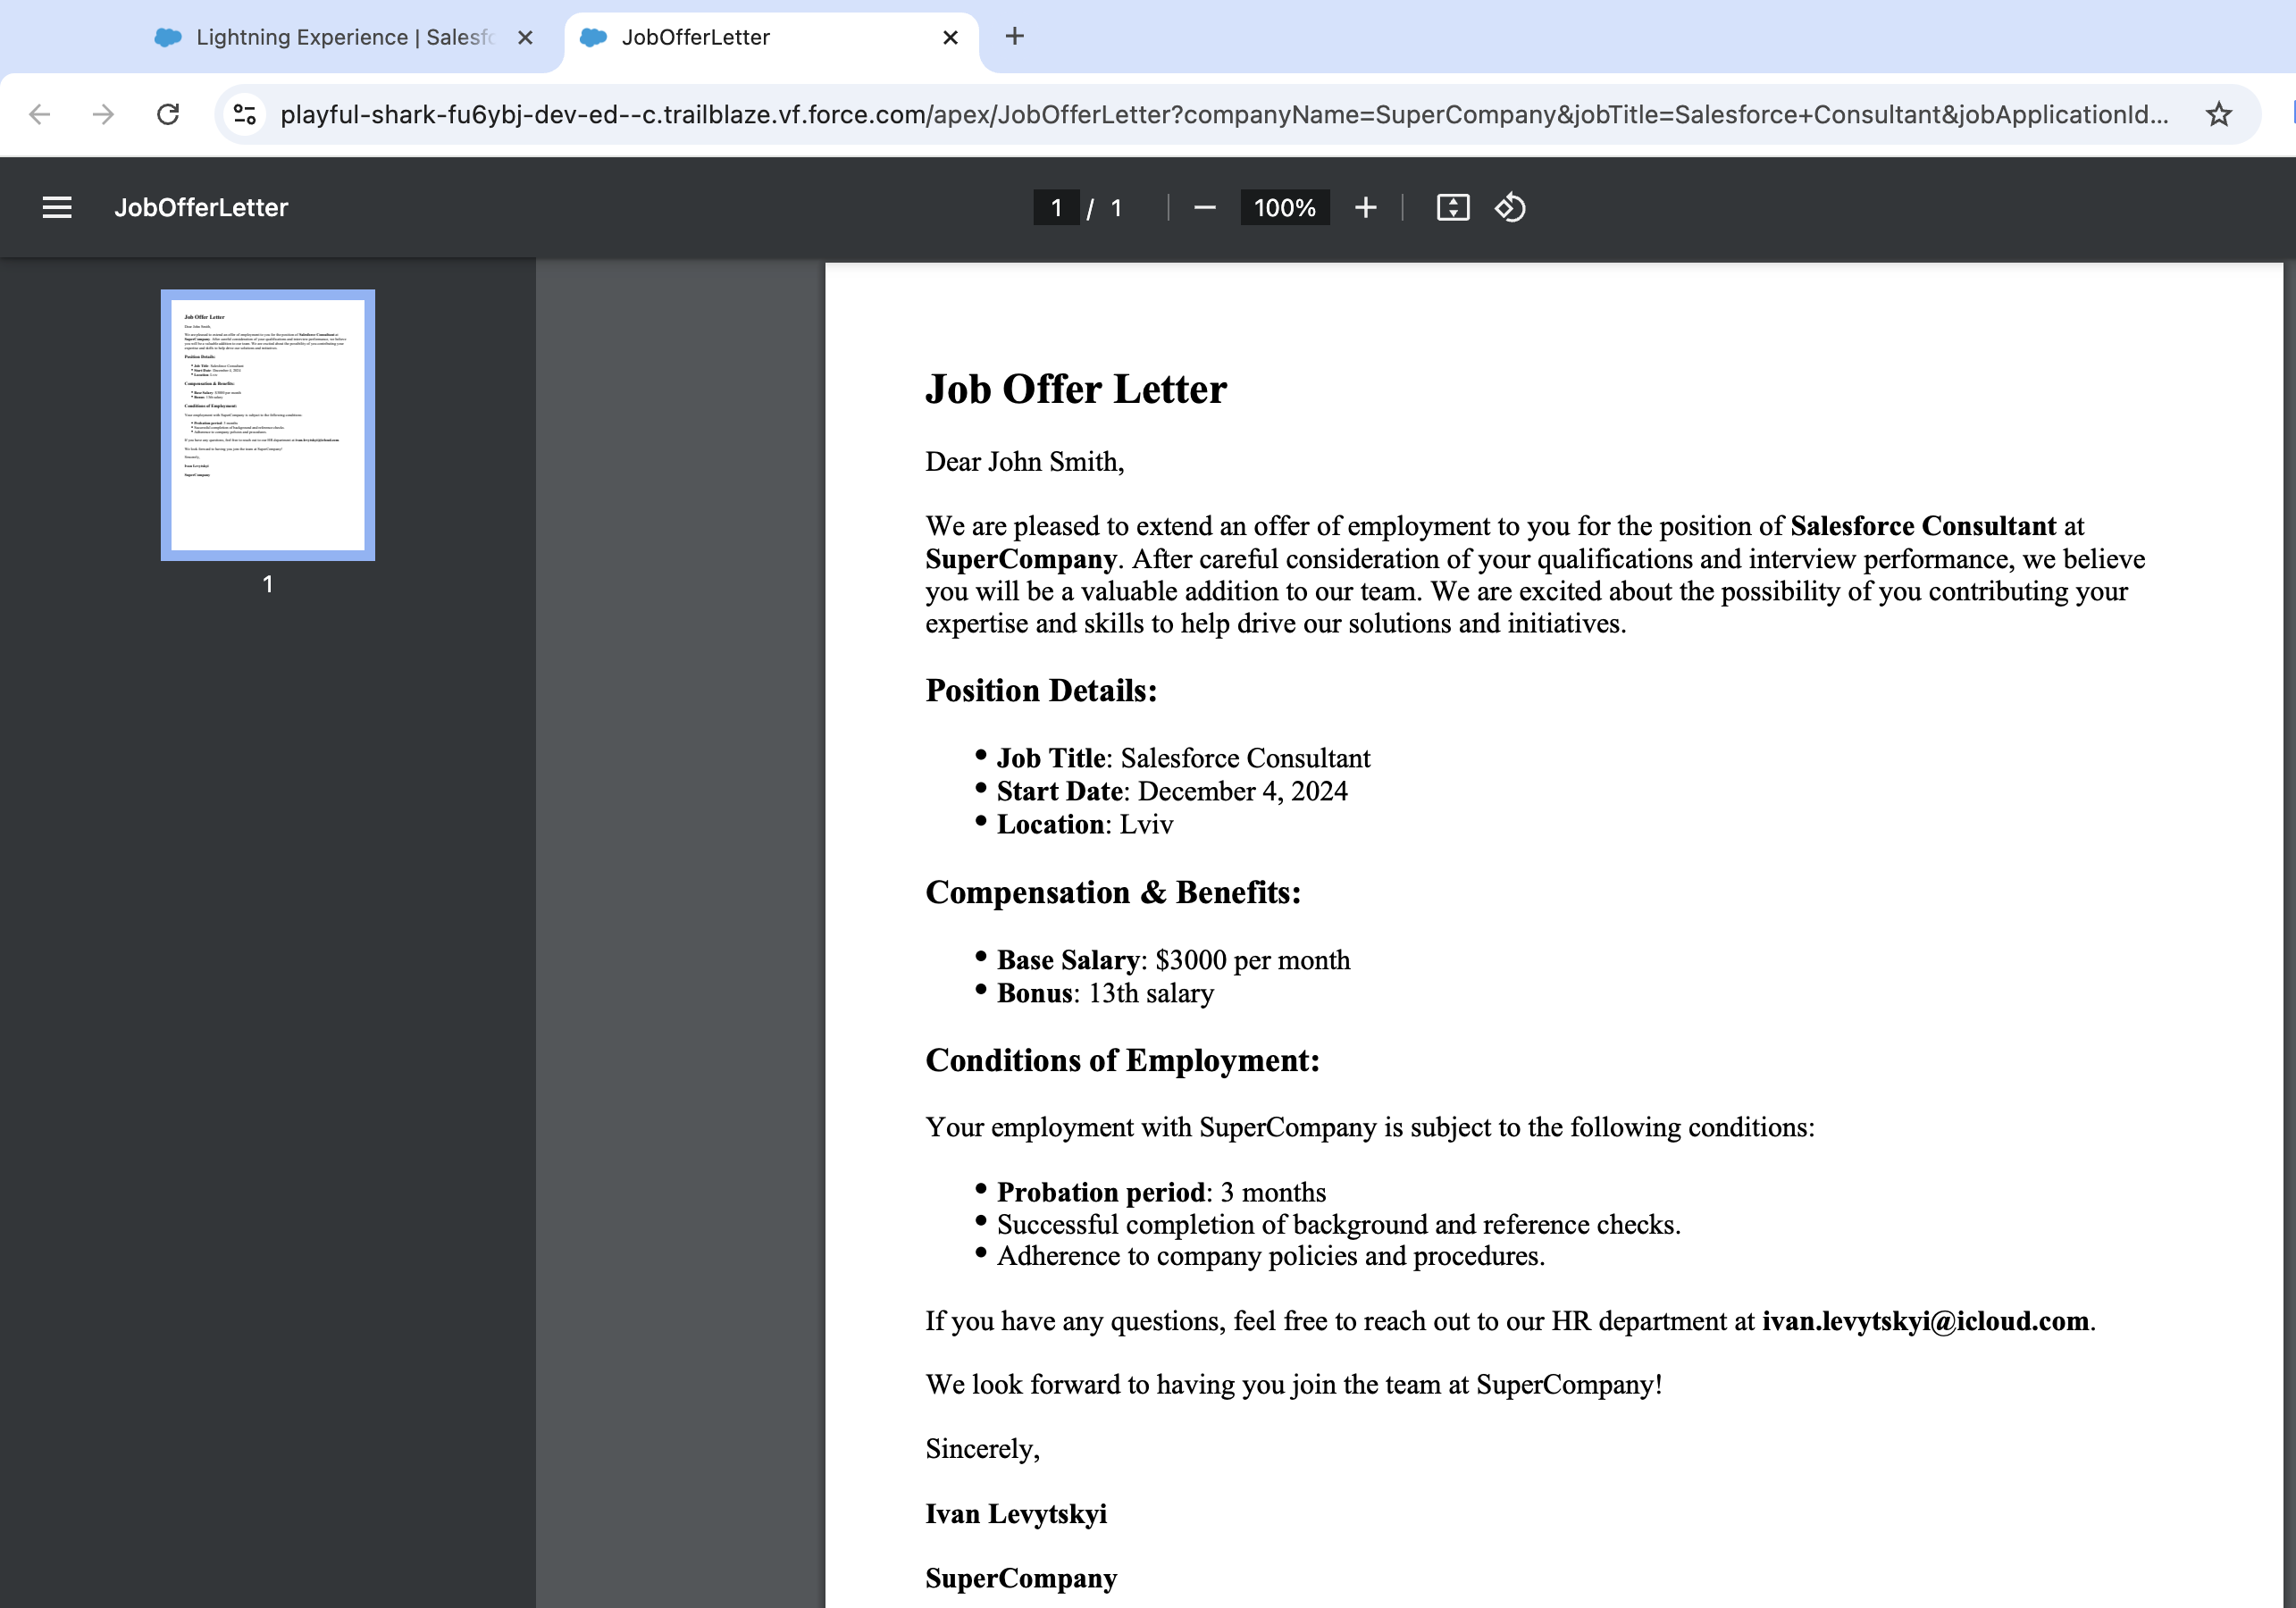 Lightning Experience | Salesf
JobOfferLetter
playful-shark-fu6ybj-dev-ed--c.trailblaze.vf.force.com/apex/JobOfferLetter?companyName=SuperCompany&jobTitle=Salesforce+Consultant&jobApplicationId...
JobOfferLetter
1 / 1
100%
1
Job Offer Letter
Dear John Smith,
We are pleased to extend an offer of employment to you for the position of Salesforce Consultant at
SuperCompany. After careful consideration of your qualifications and interview performance, we believe
you will be a valuable addition to our team. We are excited about the possibility of you contributing your
expertise and skills to help drive our solutions and initiatives.
Position Details:
• Job Title: Salesforce Consultant
• Start Date: December 4, 2024
• Location: Lviv
Compensation & Benefits:
• Base Salary: $3000 per month
• Bonus: 13th salary
Conditions of Employment:
Your employment with SuperCompany is subject to the following conditions:
• Probation period: 3 months
• Successful completion of background and reference checks.
• Adherence to company policies and procedures.
If you have any questions, feel free to reach out to our HR department at ivan.levytskyi@icloud.com.
We look forward to having you join the team at SuperCompany!
Sincerely,
Ivan Levytskyi
SuperCompany